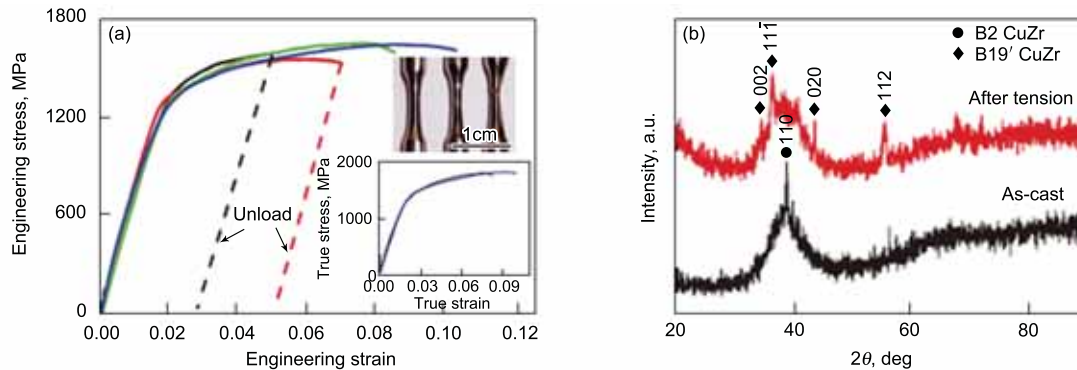 (a)
1800
1200
600
0
Engineering stress, MPa
0.00
0.02
0.04
0.06
0.08
0.10
0.12
Engineering strain
Unload
1cm
2000
1000
0
True stress, MPa
0.00
0.03
0.06
0.09
True strain
(b)
● B2 CuZr
◆ B19′ CuZr
002
111̄
020
112
110
After tension
As-cast
Intensity, a.u.
20
40
60
80
2θ, deg